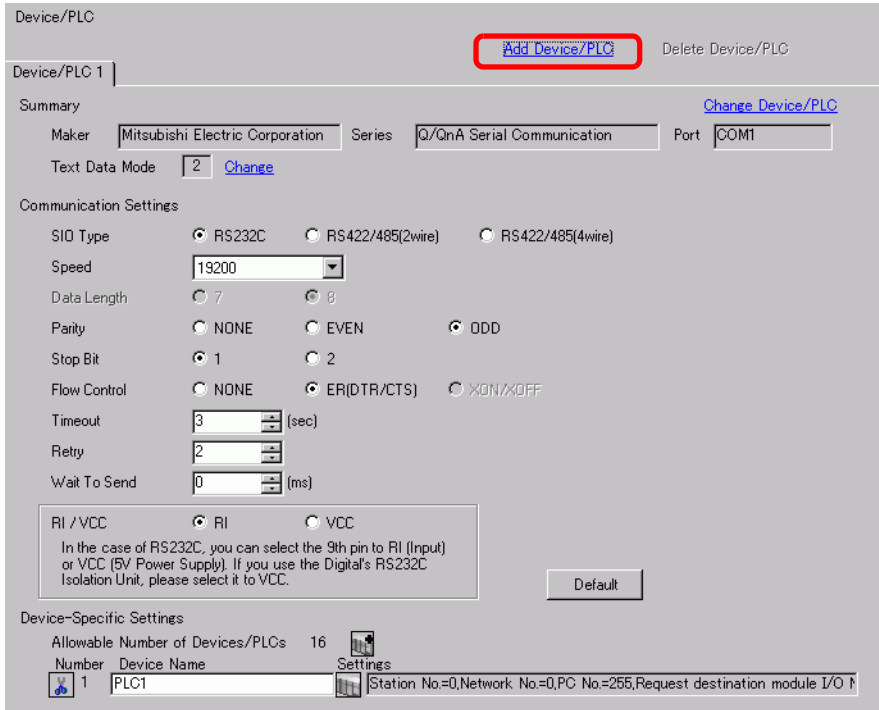 Device/PLC
Add Device/PLC Delete Device/PLC
Device/PLC 1
Summary Change Device/PLC
Maker Mitsubishi Electric Corporation Series Q/QnA Serial Communication Port COM1
Text Data Mode 2 Change
Communication Settings
SIO Type RS232C RS422/485(2wire) RS422/485(4wire)
Speed 19200
Data Length 7 8
Parity NONE EVEN ODD
Stop Bit 1 2
Flow Control NONE ER(DTR/CTS) XON/XOFF
Timeout 3 (sec)
Retry 2
Wait To Send 0 (ms)
RI / VCC RI VCC
In the case of RS232C, you can select the 9th pin to RI (Input)
or VCC (5V Power Supply). If you use the Digital's RS232C
Isolation Unit, please select it to VCC.
Default
Device-Specific Settings
Allowable Number of Devices/PLCs 16
Number Device Name Settings
1 PLC1 Station No.=0,Network No.=0,PC No.=255,Request destination module I/O